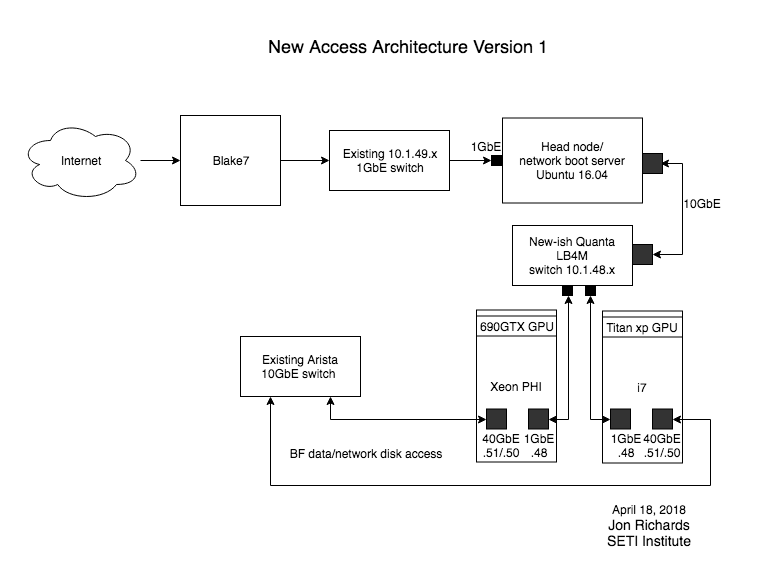 New Access Architecture Version 1
Internet
Blake7
Existing 10.1.49.x
1GbE switch
1GbE
Head node/
network boot server
Ubuntu 16.04
10GbE
New-ish Quanta
LB4M
switch 10.1.48.x
690GTX GPU
Titan xp GPU
Existing Arista
10GbE switch
Xeon PHI
i7
40GbE
.51/.50
1GbE
.48
1GbE
.48
40GbE
.51/.50
BF data/network disk access
April 18, 2018
Jon Richards
SETI Institute